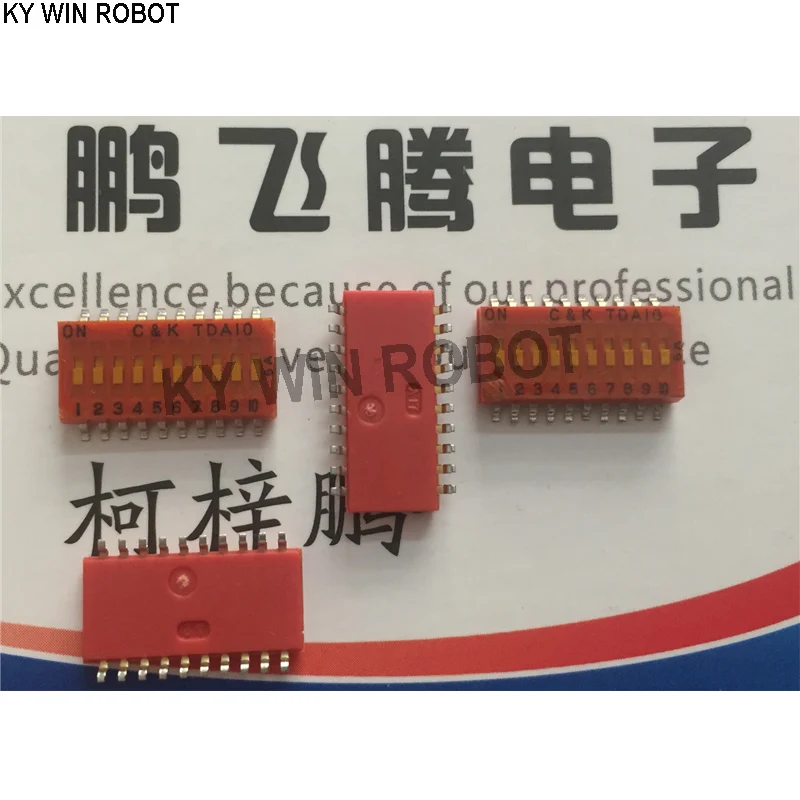 KY WIN ROBOT
鹏飞腾电子
xcellence,because of our professional
Qua
ON C&K TDA10
1 2 3 4 5 6 7 8 9 10
ON C&K TDA10
2 3 4 5 6 7 8 9 10
KY WIN ROBOT
柯梓鹏